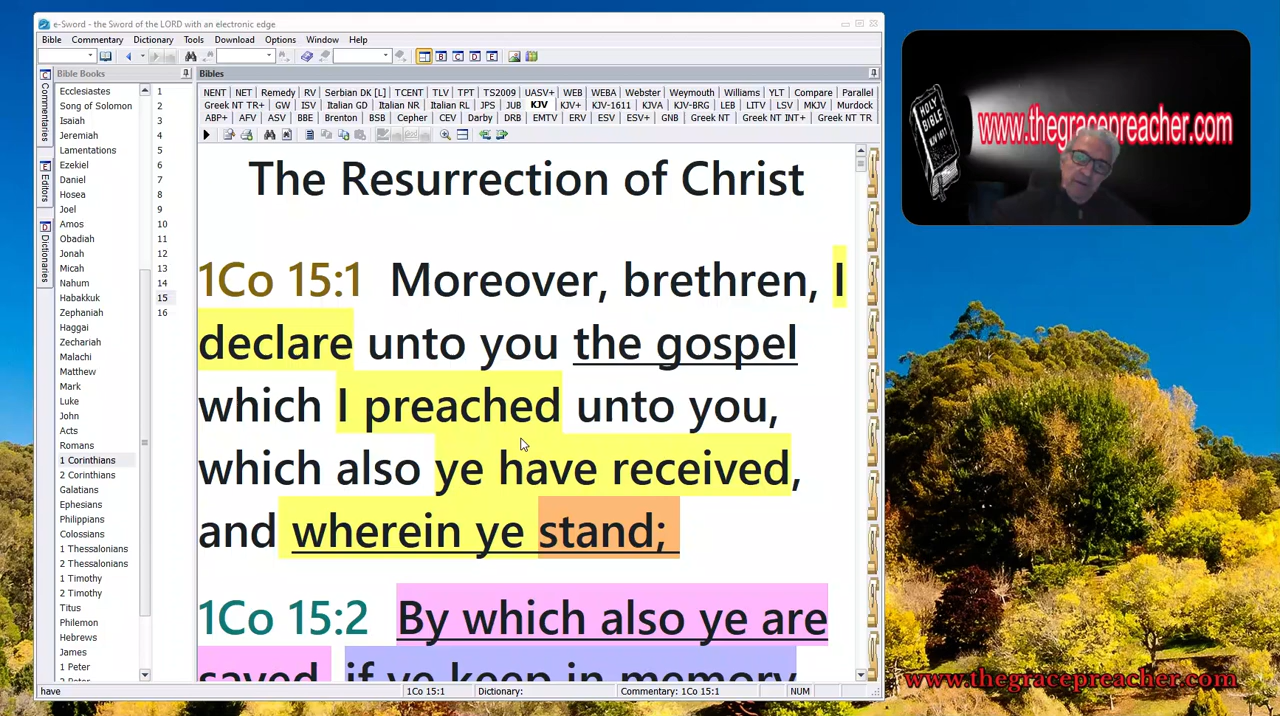 e-Sword - the Sword of the LORD with an electronic edge
Bible Commentary Dictionary Tools Download Options Window Help
Bible Books
Bibles
Commentaries
Editors
Dictionaries
Ecclesiastes
Song of Solomon
Isaiah
Jeremiah
Lamentations
Ezekiel
Daniel
Hosea
Joel
Amos
Obadiah
Jonah
Micah
Nahum
Habakkuk
Zephaniah
Haggai
Zechariah
Malachi
Matthew
Mark
Luke
John
Acts
Romans
1 Corinthians
2 Corinthians
Galatians
Ephesians
Philippians
Colossians
1 Thessalonians
2 Thessalonians
1 Timothy
2 Timothy
Titus
Philemon
Hebrews
James
1 Peter
1
2
3
4
5
6
7
8
9
10
11
12
13
14
15
16
NENT NET Remedy RV Serbian DK [L] TCENT TLV TPT TS2009 UASV+ WEB WEBA Webster Weymouth Williams YLT Compare Parallel
Greek NT TR+ GW ISV Italian GD Italian NR Italian RL JPS JUB KJV KJV+ KJV-1611 KJVA KJV-BRG LEB LITV LSV MKJV Murdock
ABP+ AFV ASV BBE Brenton BSB Cepher CEV Darby DRB EMTV ERV ESV ESV+ GNB Greek NT Greek NT INT+ Greek NT TR
The Resurrection of Christ
1Co 15:1 Moreover, brethren, I
declare unto you the gospel
which I preached unto you,
which also ye have received,
and wherein ye stand;
1Co 15:2 By which also ye are
saved, if ye keep in memory
have
1Co 15:1
Dictionary:
Commentary: 1Co 15:1
NUM
HOLY
BIBLE
www.thegracepreacher.com
www.thegracepreacher.com